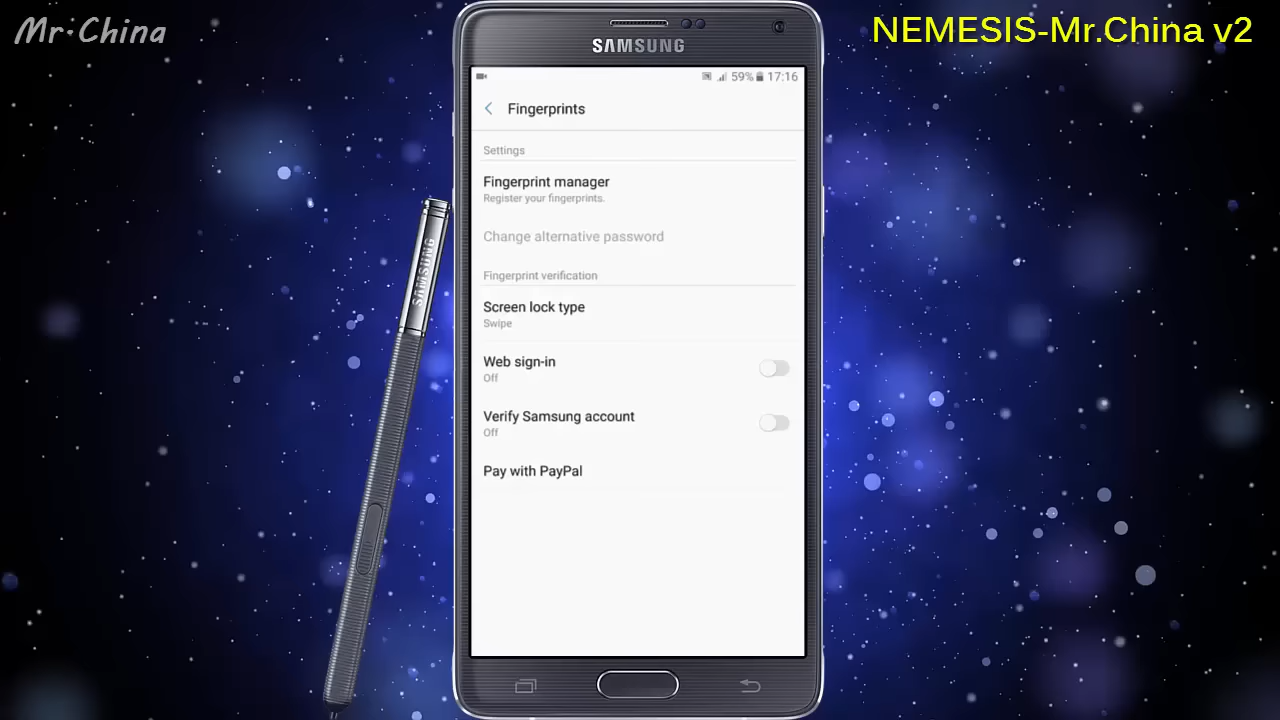 Mr.China
NEMESIS-Mr.China v2
SAMSUNG
59% 17:16
Fingerprints
Settings
Fingerprint manager
Register your fingerprints.
Change alternative password
Fingerprint verification
Screen lock type
Swipe
Web sign-in
Off
Verify Samsung account
Off
Pay with PayPal
SAMSUNG